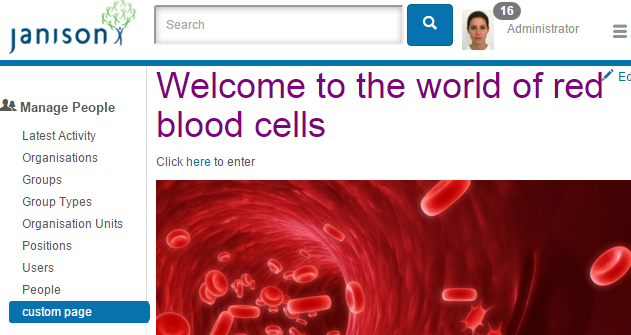 janison
Search
16
Administrator
Ed
Welcome to the world of red
blood cells
Click here to enter
Manage People
Latest Activity
Organisations
Groups
Group Types
Organisation Units
Positions
Users
People
custom page